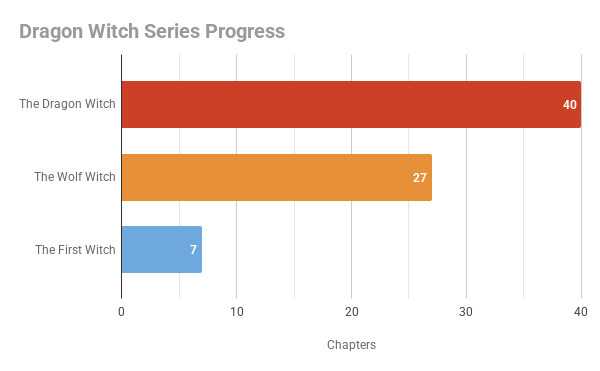 Dragon Witch Series Progress
The Dragon Witch
40
The Wolf Witch
27
The First Witch
7
0 10 20 30 40
Chapters